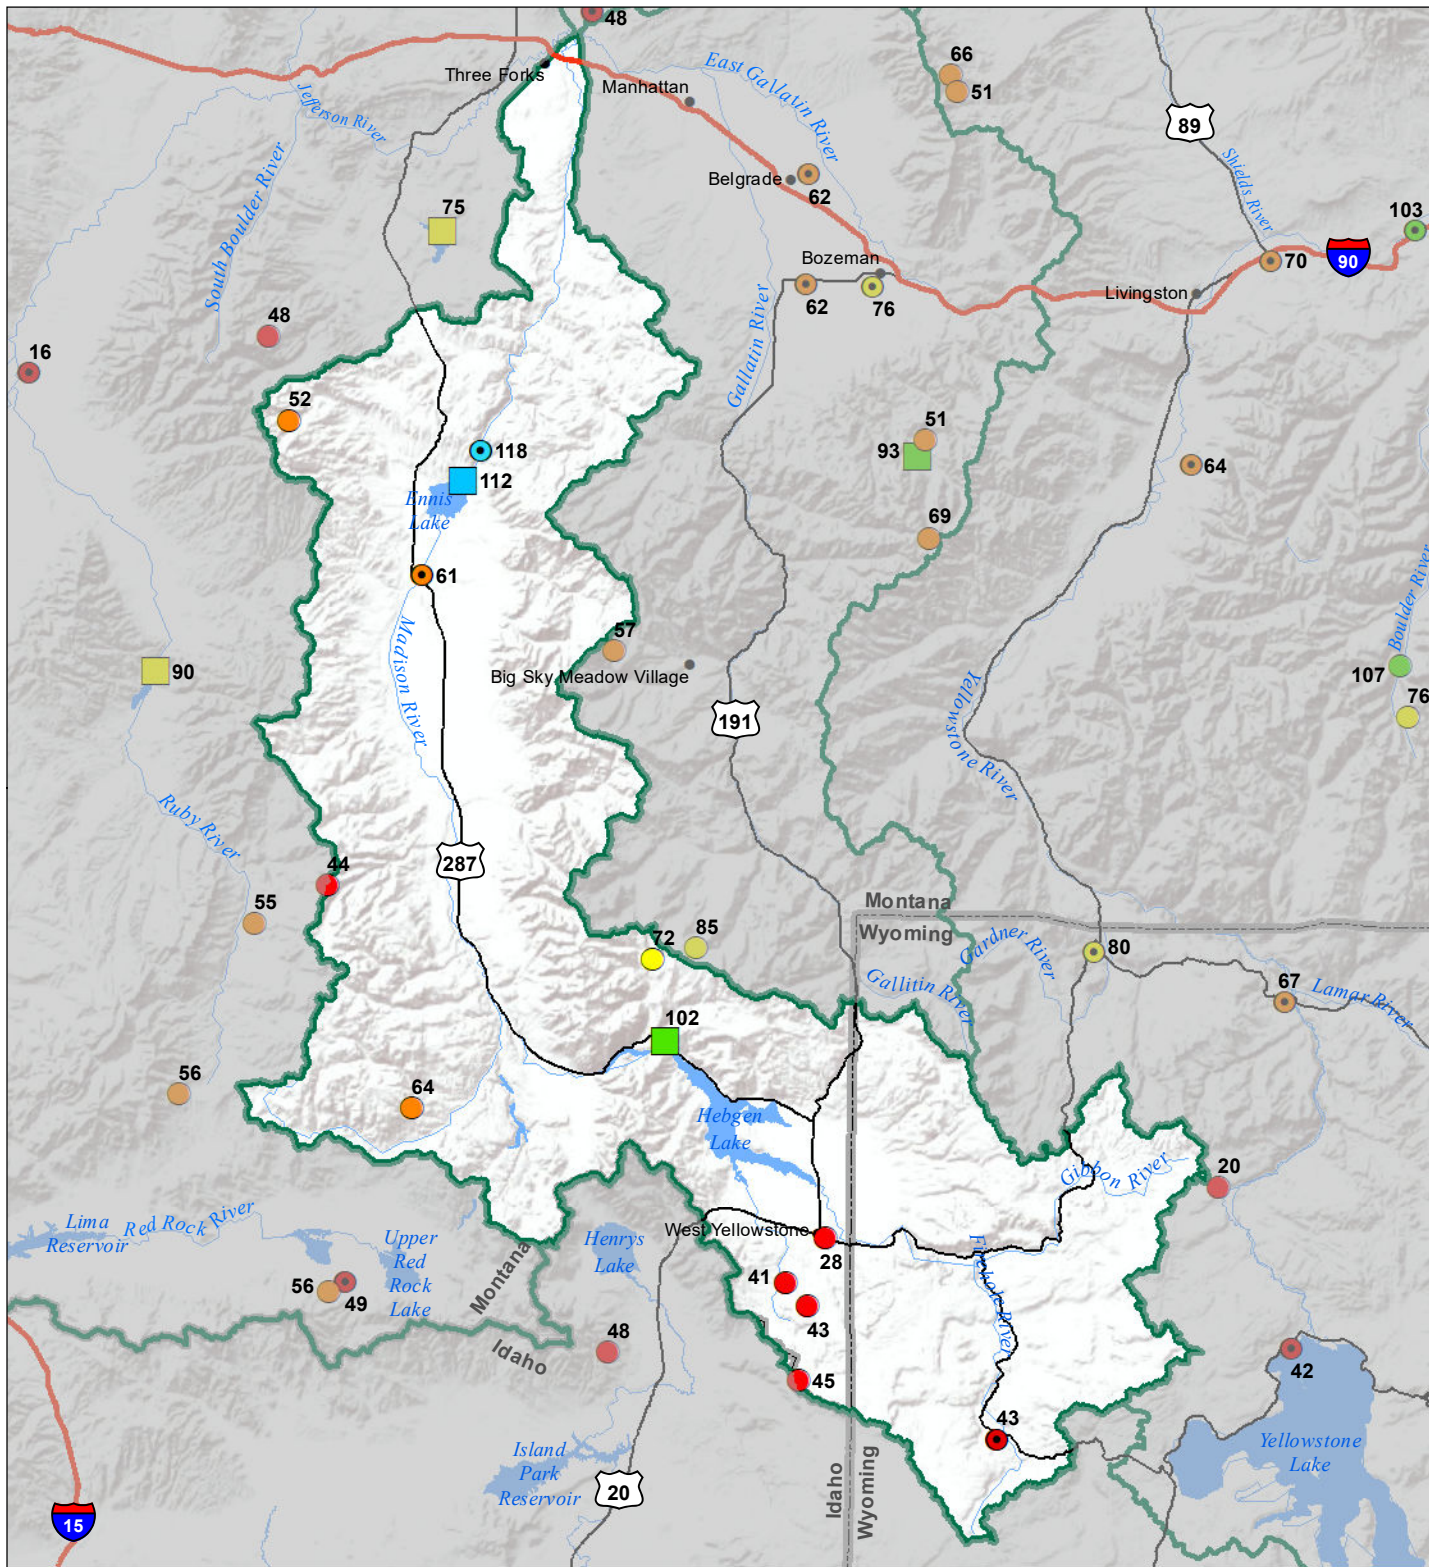 48
Three Forks
Manhattan
East Gallatin River
66
51
89
Jefferson River
South Boulder River
Belgrade
62
Shields River
75
103
90
Bozeman
70
62
76
Livingston
Gallatin River
48
16
52
118
112
Ennis
Lake
51
93
64
69
61
Boulder River
Madison River
57
Big Sky Meadow Village
90
107
76
191
Yellowstone River
Ruby River
287
44
55
Montana
Wyoming
85
72
Gardner River
80
Gallitin River
67
Lamar River
102
56
64
Hebgen
Lake
Gibbon River
20
Lima
Reservoir
Red Rock River
Upper
Red
Rock
Lake
Montana
Henrys
Lake
West Yellowstone
28
Firehole River
41
43
56
49
48
Idaho
42
45
43
Yellowstone
Lake
Island
Park
Reservoir
20
Idaho
Wyoming
15